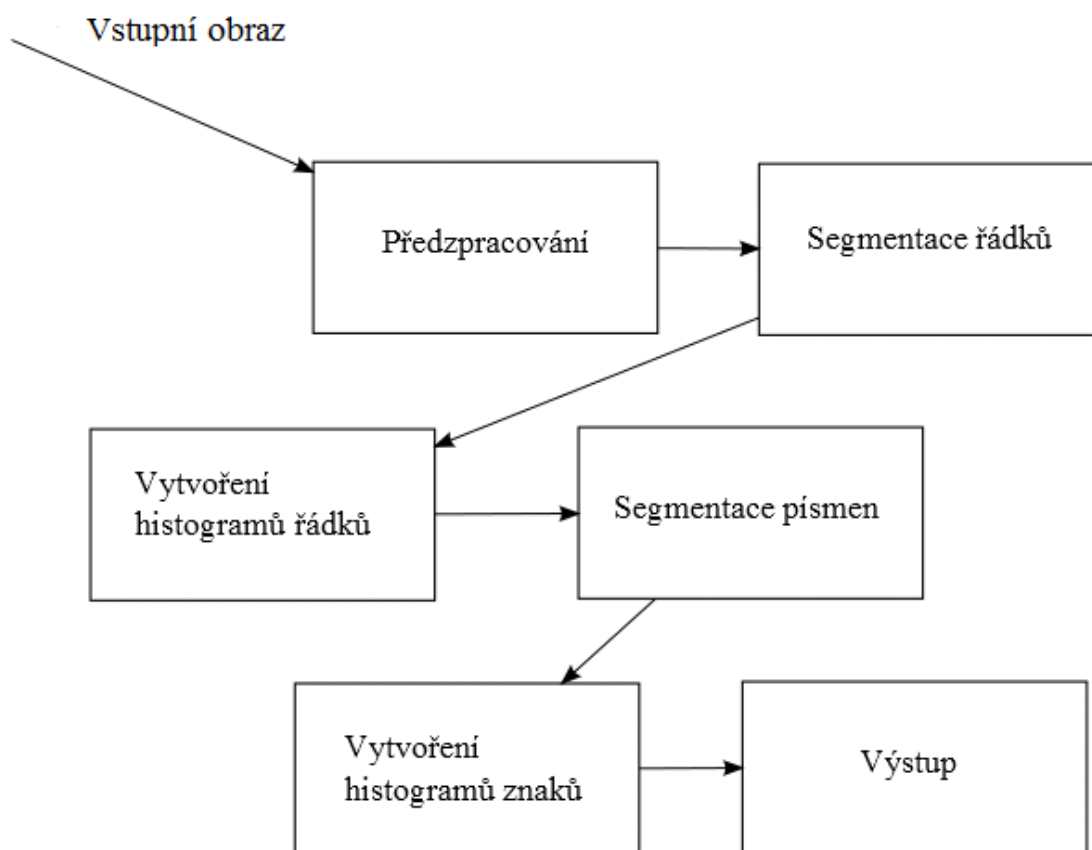 Vstupní obraz
Předzpracování
Segmentace řádků
Vytvoření
histogramů řádků
Segmentace písmen
Vytvoření
histogramů znaků
Výstup